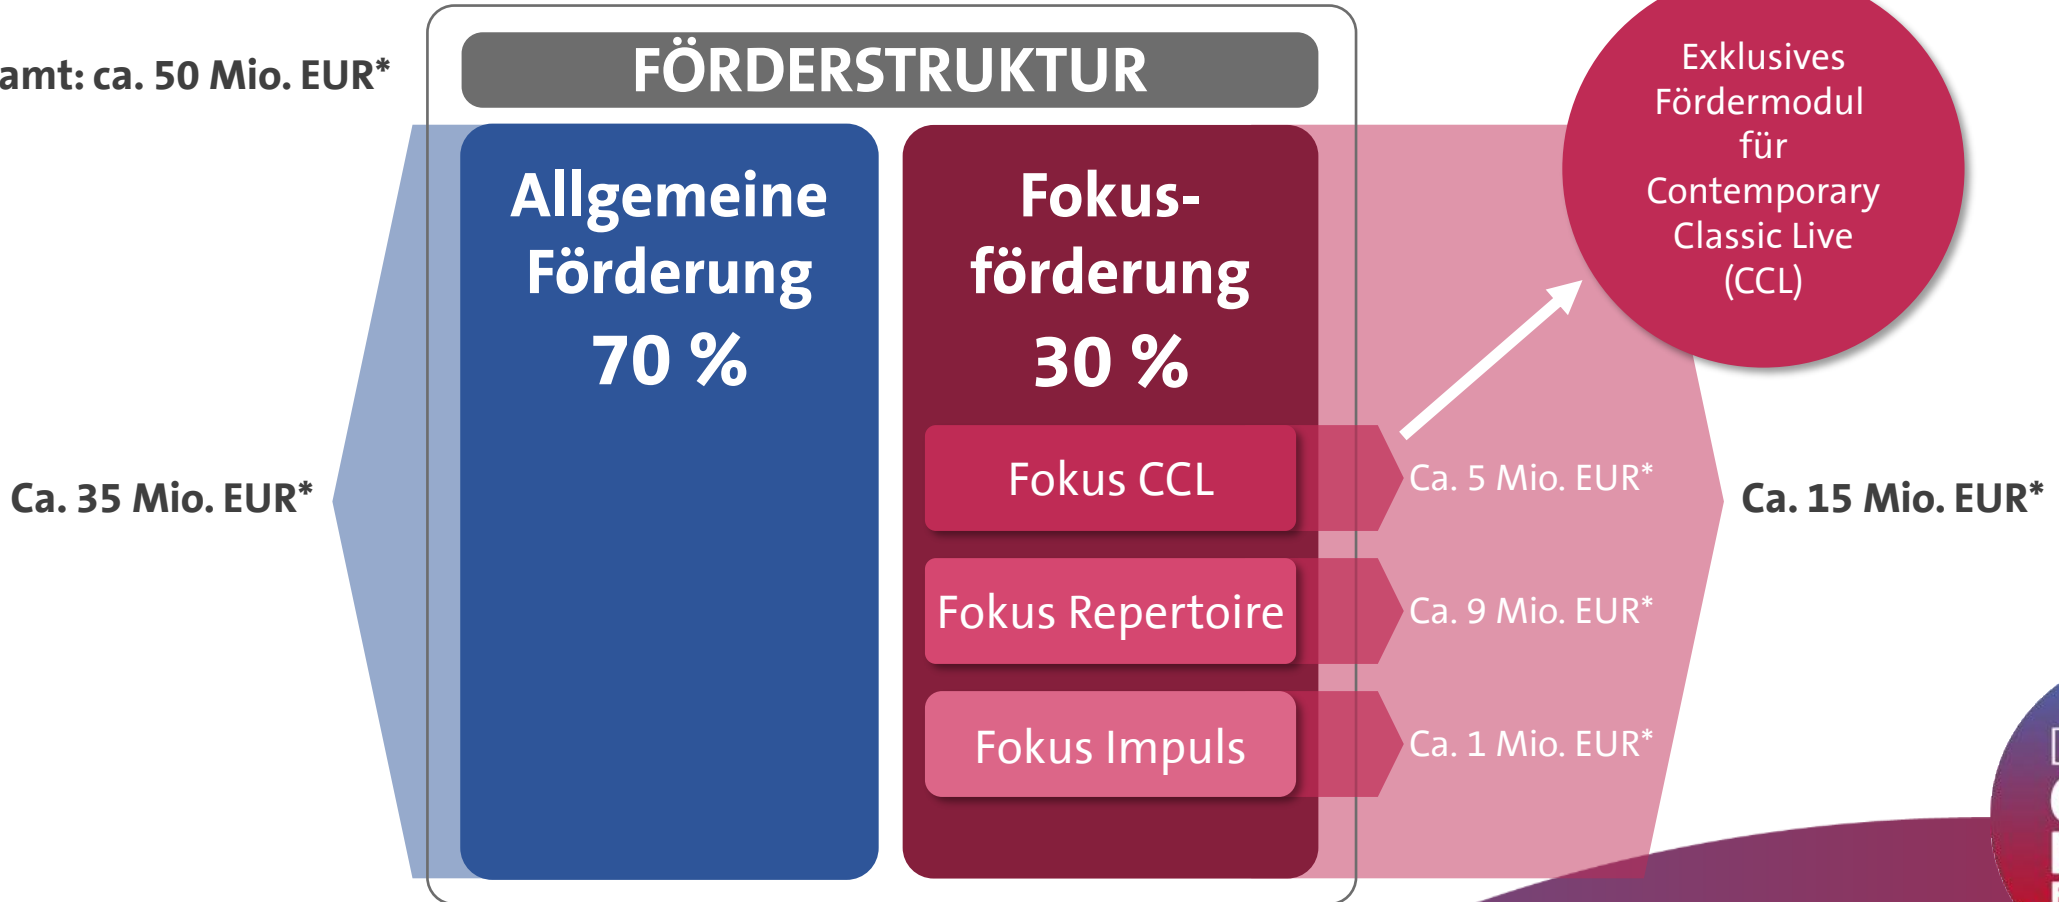 FÖRDERSTRUKTUR
ca. 50 Mio. EUR*
Allgemeine
Förderung
70 %
Ca. 35 Mio. EUR*
Fokus-
förderung
30 %
Fokus CCL
Ca. 5 Mio. EUR*
Fokus Repertoire
Ca. 9 Mio. EUR*
Fokus Impuls
Ca. 1 Mio. EUR*
Ca. 15 Mio. EUR*
Exklusives
Fördermodul
für
Contemporary
Classic Live
(CCL)